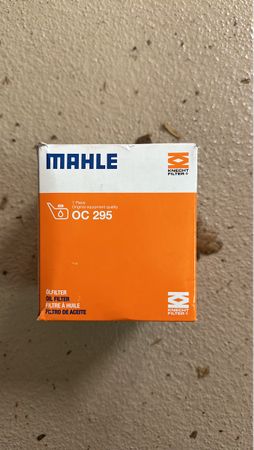 MAHLE
KNECHT
FILTER
1 Piece
Original equipment quality
OC 295
ÖLFILTER
OIL FILTER
FILTRE À HUILE
FILTRO DE ACEITE
KNECHT
FILTER